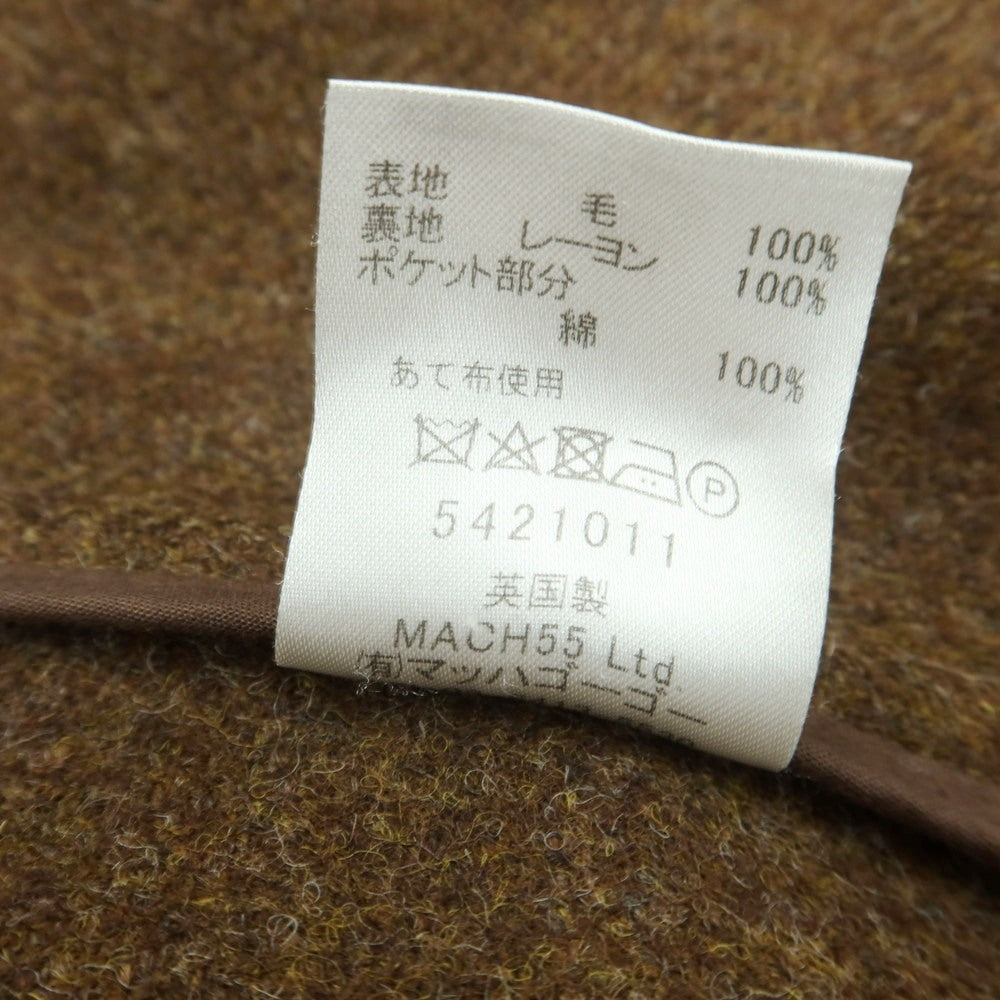 表地 毛 100%
裏地 レーヨン 100%
ポケット部分
綿 100%
あて布使用
P
5421011
英国製
MACH55 Ltd.
(有)マッハゴーゴー